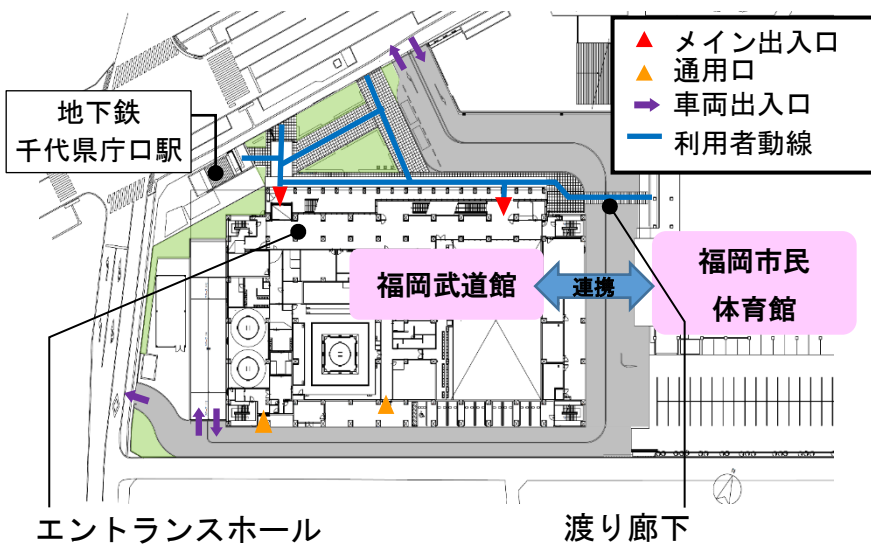 メイン出入口
通用口
車両出入口
利用者動線
地下鉄
千代県庁口駅
福岡武道館
連携
福岡市民
体育館
エントランスホール
渡り廊下